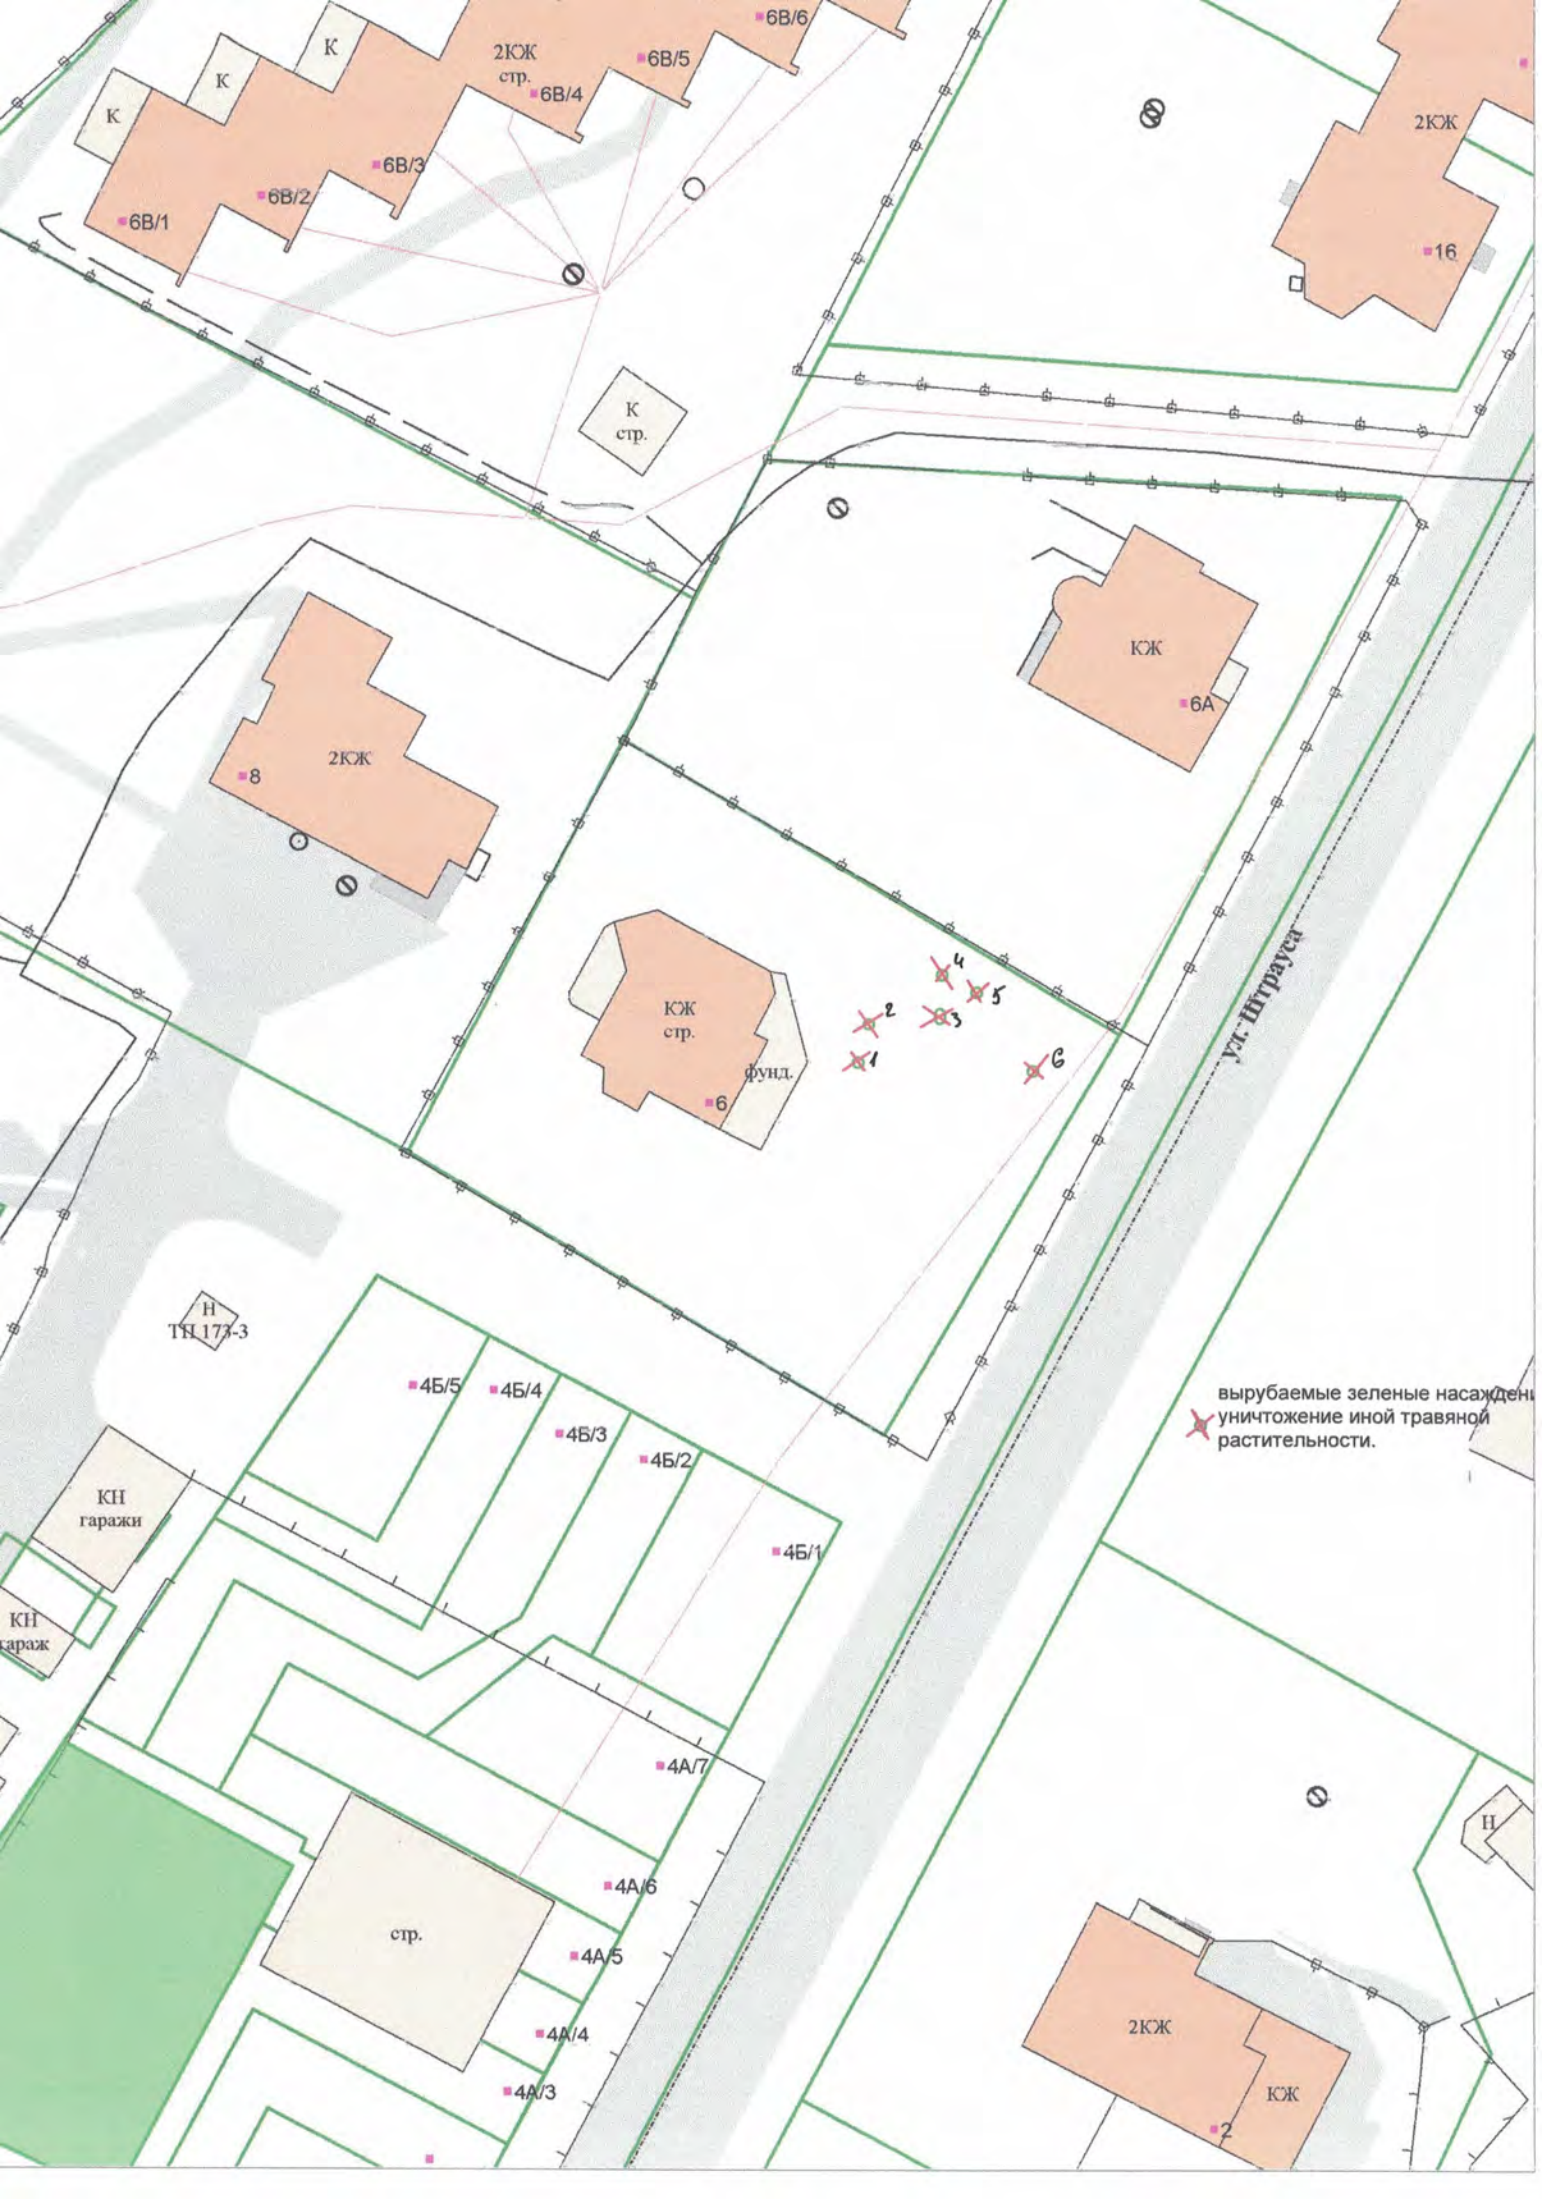 6В/6
2КЖ
стр.
6В/5
К
К
6В/4
К
2КЖ
6В/3
6В/2
6В/1
16
К
стр.
КЖ
6А
2КЖ
8
ул. Штрауса
4
5
КЖ
стр.
2
3
1
6
фунд.
6
Н
ТП 173-3
4Б/5
4Б/4
4Б/3
4Б/2
4Б/1
вырубаемые зеленые насаждени
уничтожение иной травяной
растительности.
КН
гаражи
КН
гараж
4А/7
Н
4А/6
стр.
4А/5
2КЖ
4А/4
КЖ
4А/3
2